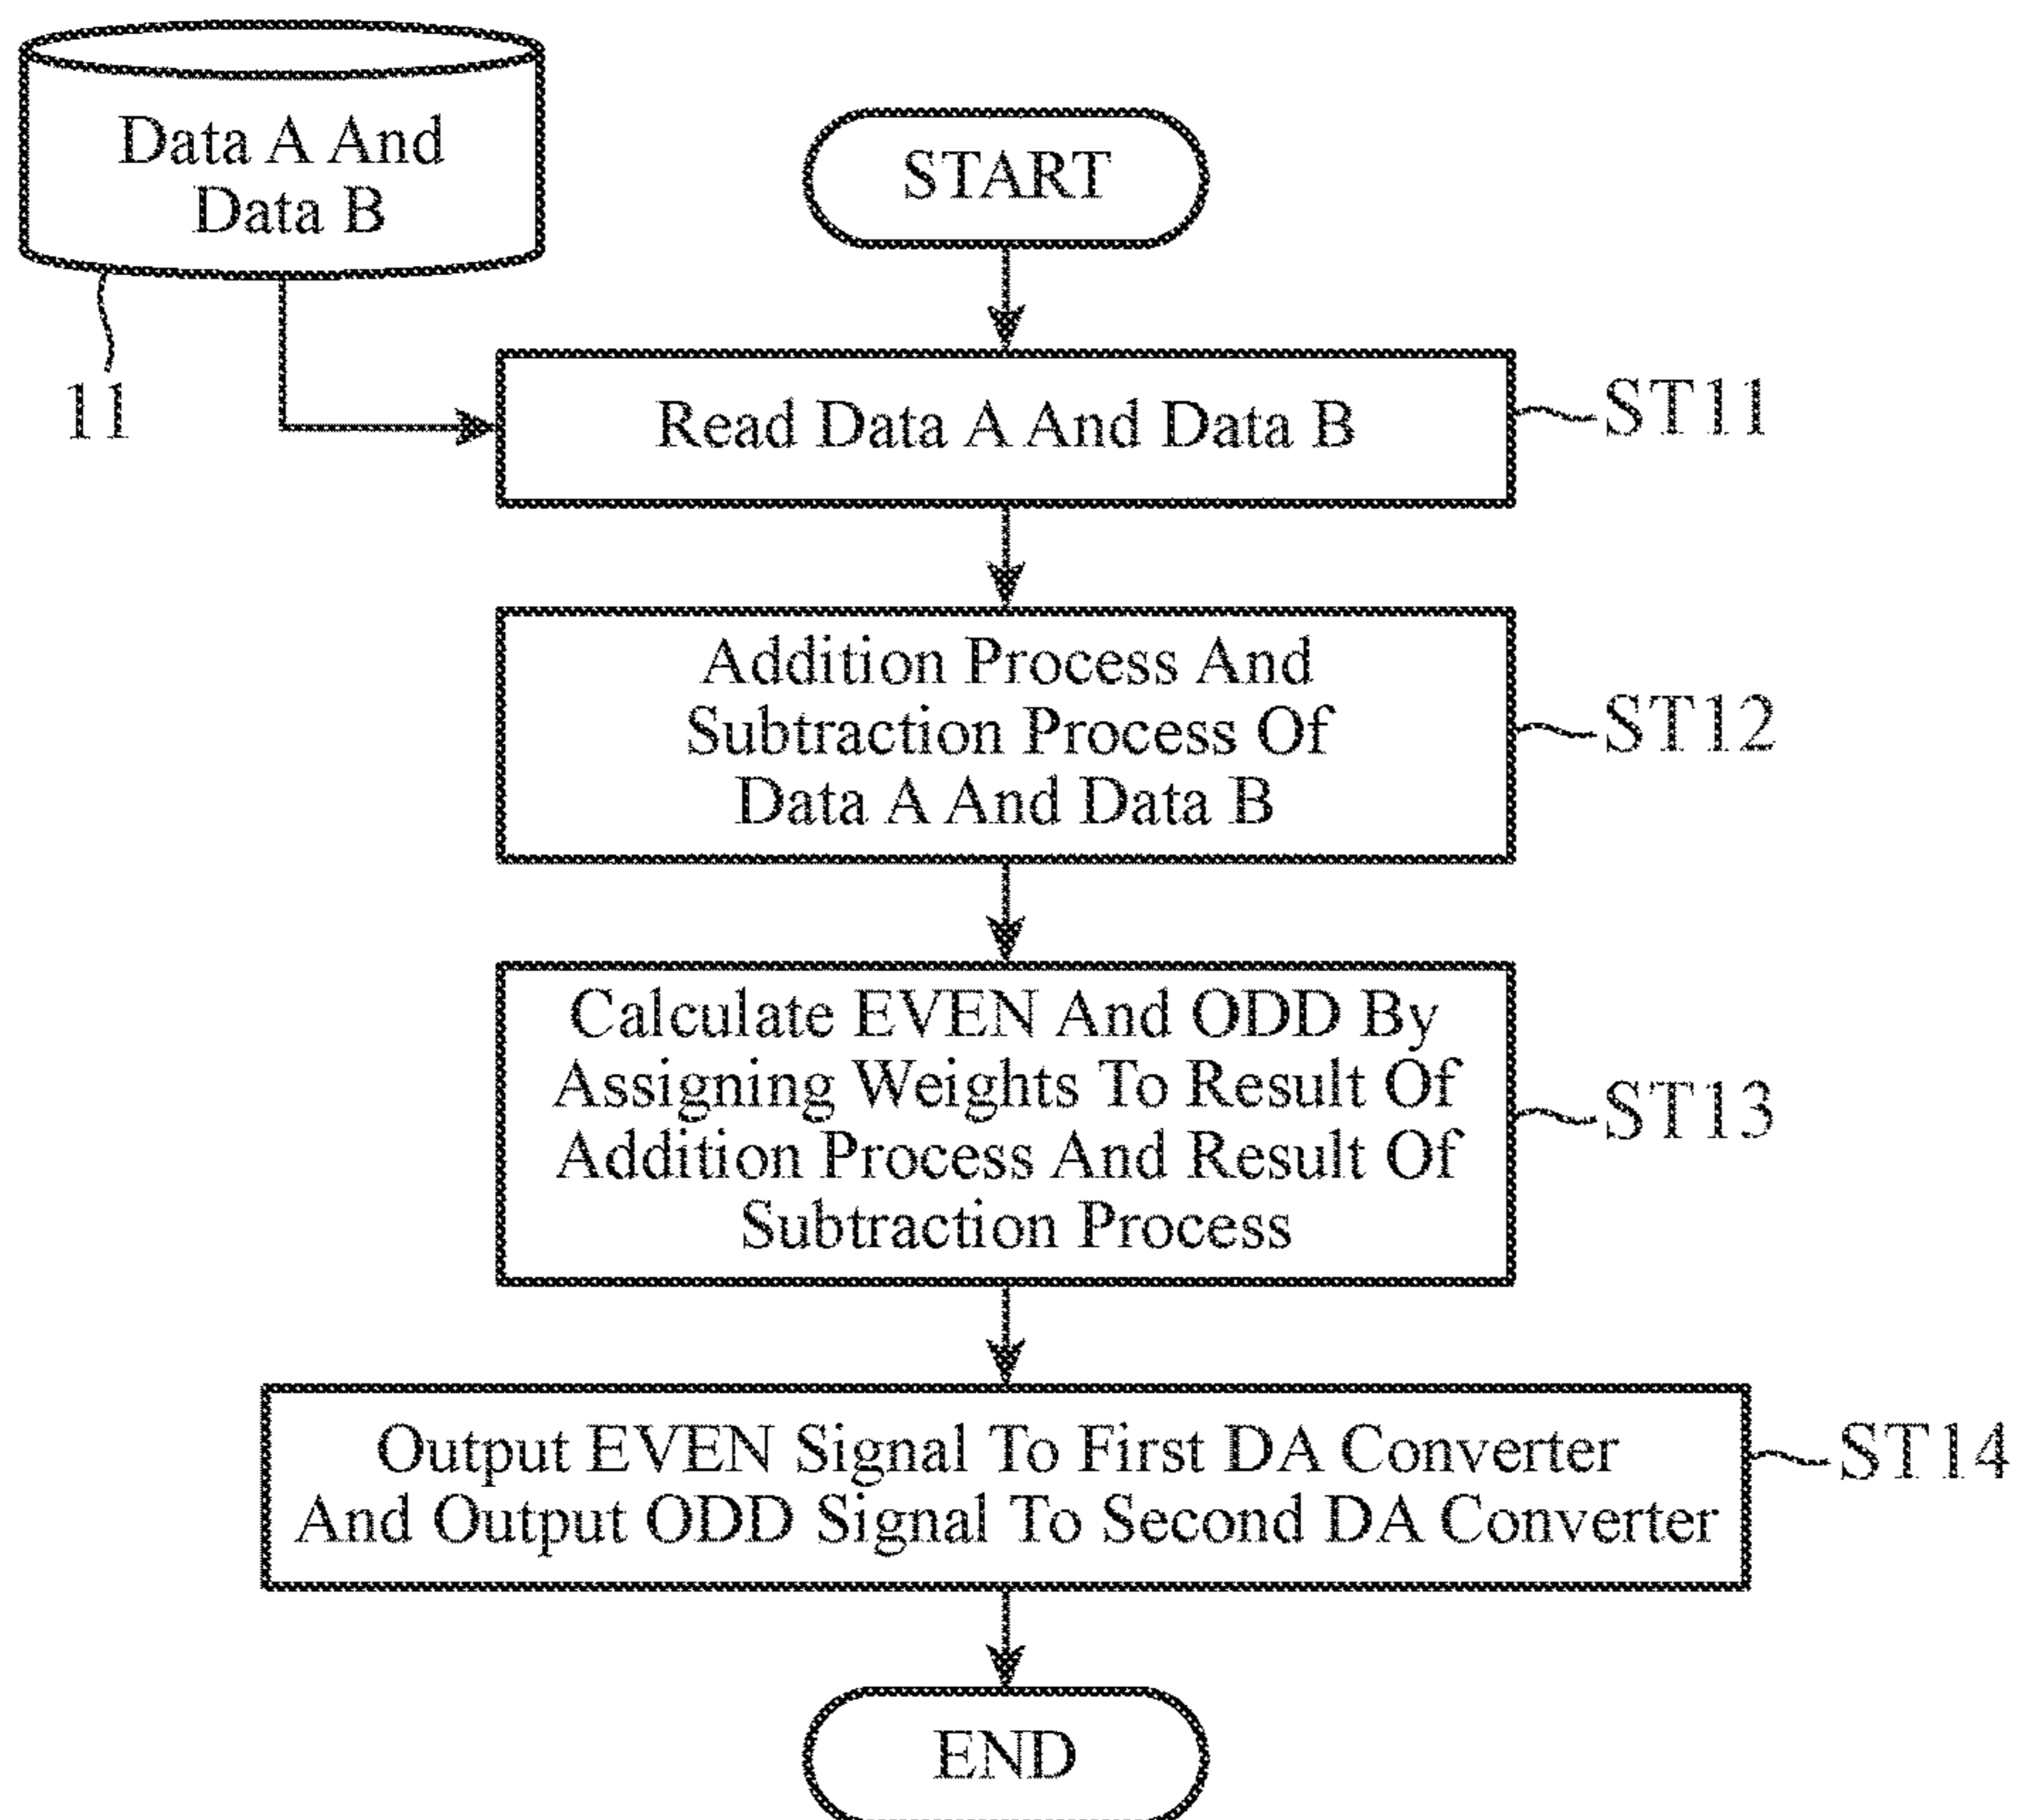 Data A And
Data B
11
START
Read Data A And Data B
ST11
Addition Process And
Subtraction Process Of
Data A And Data B
ST12
Calculate EVEN And ODD By
Assigning Weights To Result Of
Addition Process And Result Of
Subtraction Process
ST13
Output EVEN Signal To First DA Converter
And Output ODD Signal To Second DA Converter
ST14
END